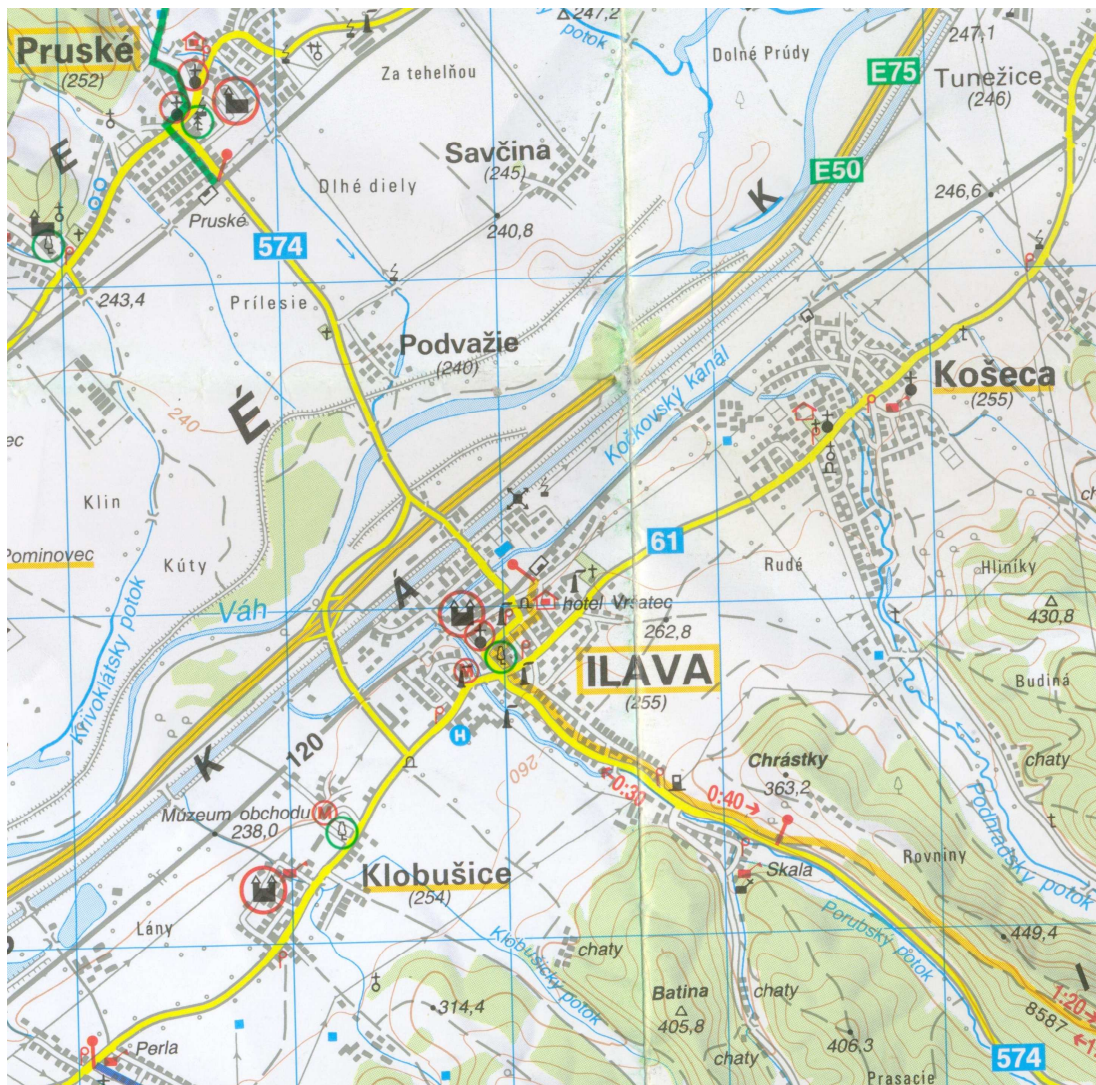 Pruské
(252)
247,2
potok
Dolné Prúdy
247,1
E75
Tunežice
(246)
Za tehelňou
É
Savčina
(245)
E50
Dlhé diely
K
246,6
Pruské
240,8
574
243,4
Prílesie
Podvažie
(240)
Kočkovský kanál
Košeca
(255)
240
É
ec
Klin
Pominovec
Kúty
61
Rudé
Hliníky
ch
Á
hotel Vršatec
430,8
Váh
262,8
Krivoklátsky potok
ILAVA
(255)
Budiná
H
K
120
260
0:30
0:40
Chrástky
363,2
chaty
Múzeum obchodu
M
238,0
Podhradský potok
Skala
Rovniny
Klobušice
(254)
Lány
Porubský potok
Klobušický potok
chaty
449,4
314,4
Batina
405,8
chaty
I
1:20
8587
Perla
chaty
406,3
574
Prasacie